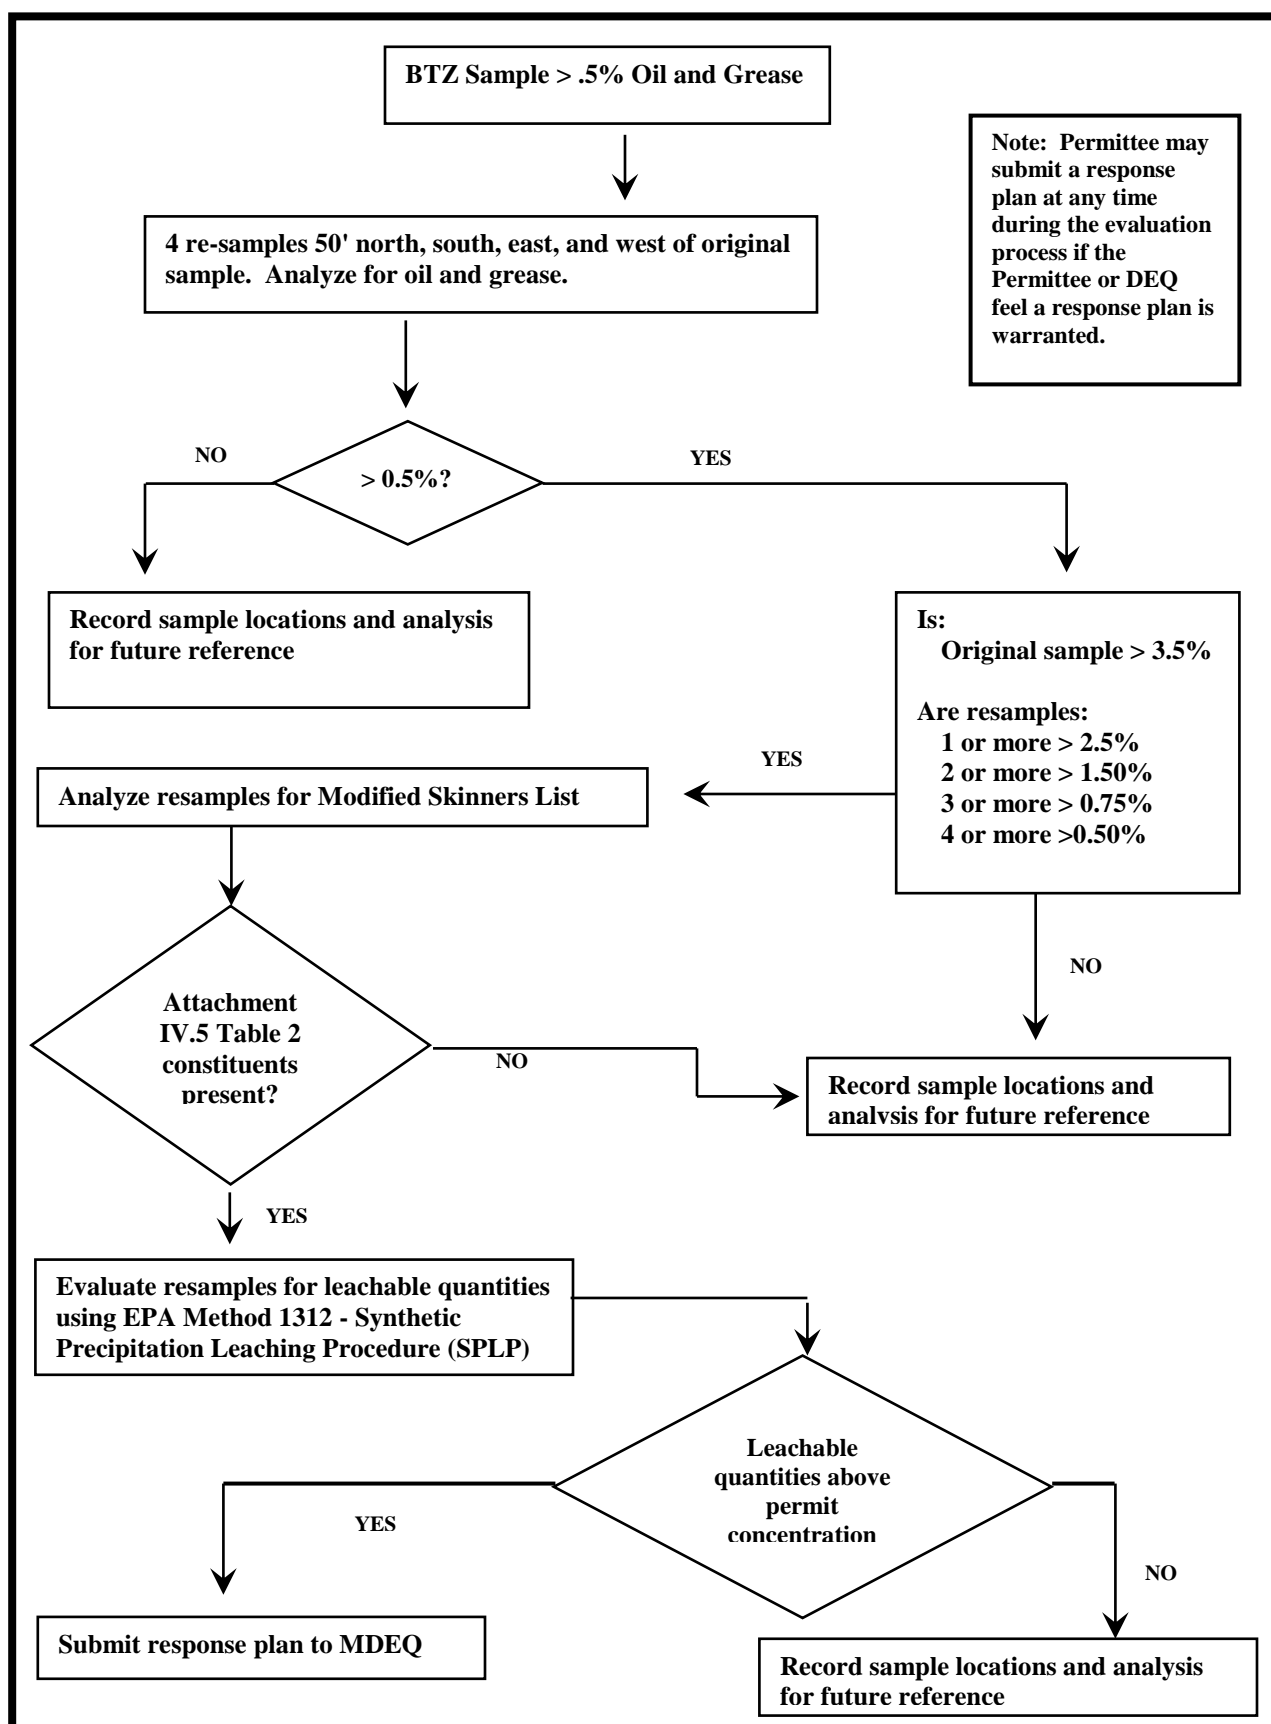 BTZ Sample > .5% Oil and Grease
Note: Permittee may
submit a response
plan at any time
during the evaluation
process if the
Permittee or DEQ
feel a response plan is
warranted.
4 re-samples 50' north, south, east, and west of original
sample. Analyze for oil and grease.
> 0.5%?
NO
YES
Record sample locations and analysis
for future reference
Is:
Original sample > 3.5%
Are resamples:
1 or more > 2.5%
2 or more > 1.50%
3 or more > 0.75%
4 or more >0.50%
YES
Analyze resamples for Modified Skinners List
NO
Attachment
IV.5 Table 2
constituents
present?
NO
Record sample locations and
analysis for future reference
YES
Evaluate resamples for leachable quantities
using EPA Method 1312 - Synthetic
Precipitation Leaching Procedure (SPLP)
Leachable
quantities above
permit
concentration
YES
NO
Submit response plan to MDEQ
Record sample locations and analysis
for future reference